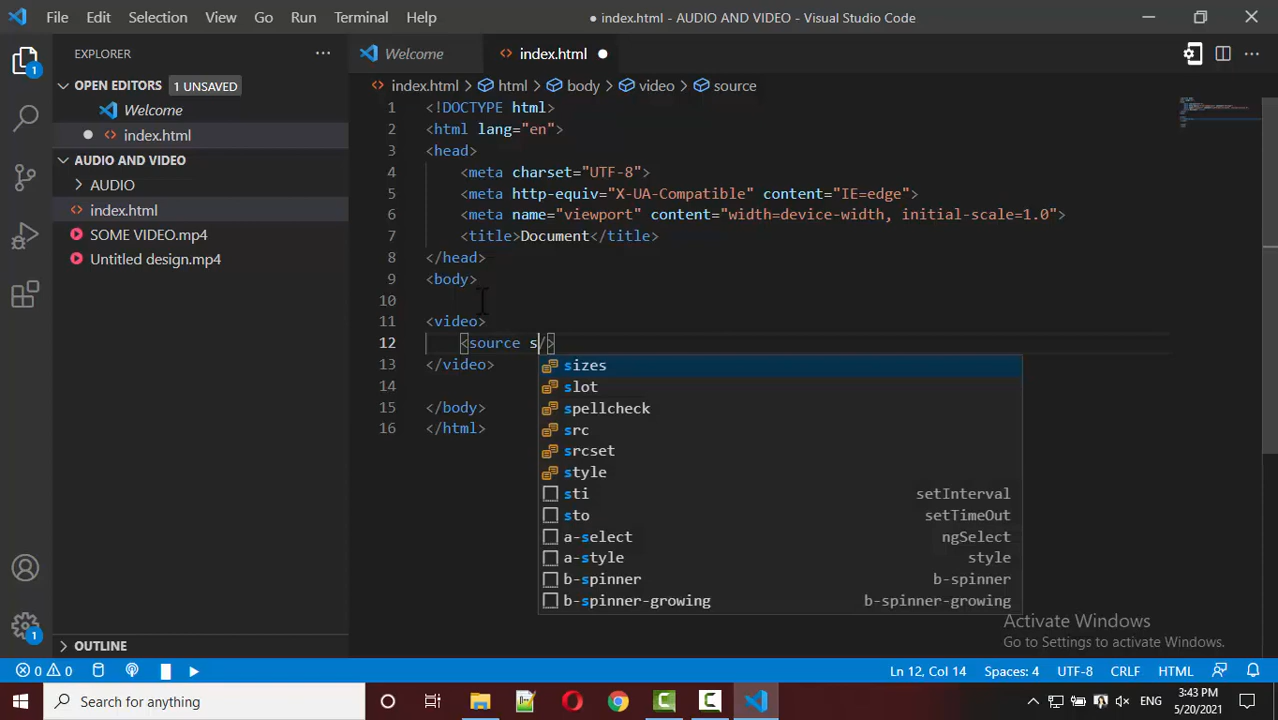 File Edit Selection View Go Run Terminal Help
● index.html - AUDIO AND VIDEO - Visual Studio Code
EXPLORER
Welcome
index.html
1
OPEN EDITORS 1 UNSAVED
Welcome
index.html
AUDIO AND VIDEO
AUDIO
index.html
SOME VIDEO.mp4
Untitled design.mp4
OUTLINE
1
index.html > html > body > video > source
1 <!DOCTYPE html>
2 <html lang="en">
3 <head>
4 <meta charset="UTF-8">
5 <meta http-equiv="X-UA-Compatible" content="IE=edge">
6 <meta name="viewport" content="width=device-width, initial-scale=1.0">
7 <title>Document</title>
8 </head>
9 <body>
10
11 <video>
12 <source s/>
13 </video>
14
15 </body>
16 </html>
sizes
slot
spellcheck
src
srcset
style
sti setInterval
sto setTimeOut
a-select ngSelect
a-style style
b-spinner b-spinner
b-spinner-growing b-spinner-growing
Activate Windows
Go to Settings to activate Windows.
0 0
Ln 12, Col 14 Spaces: 4 UTF-8 CRLF HTML
Search for anything
ENG
3:43 PM
5/20/2021